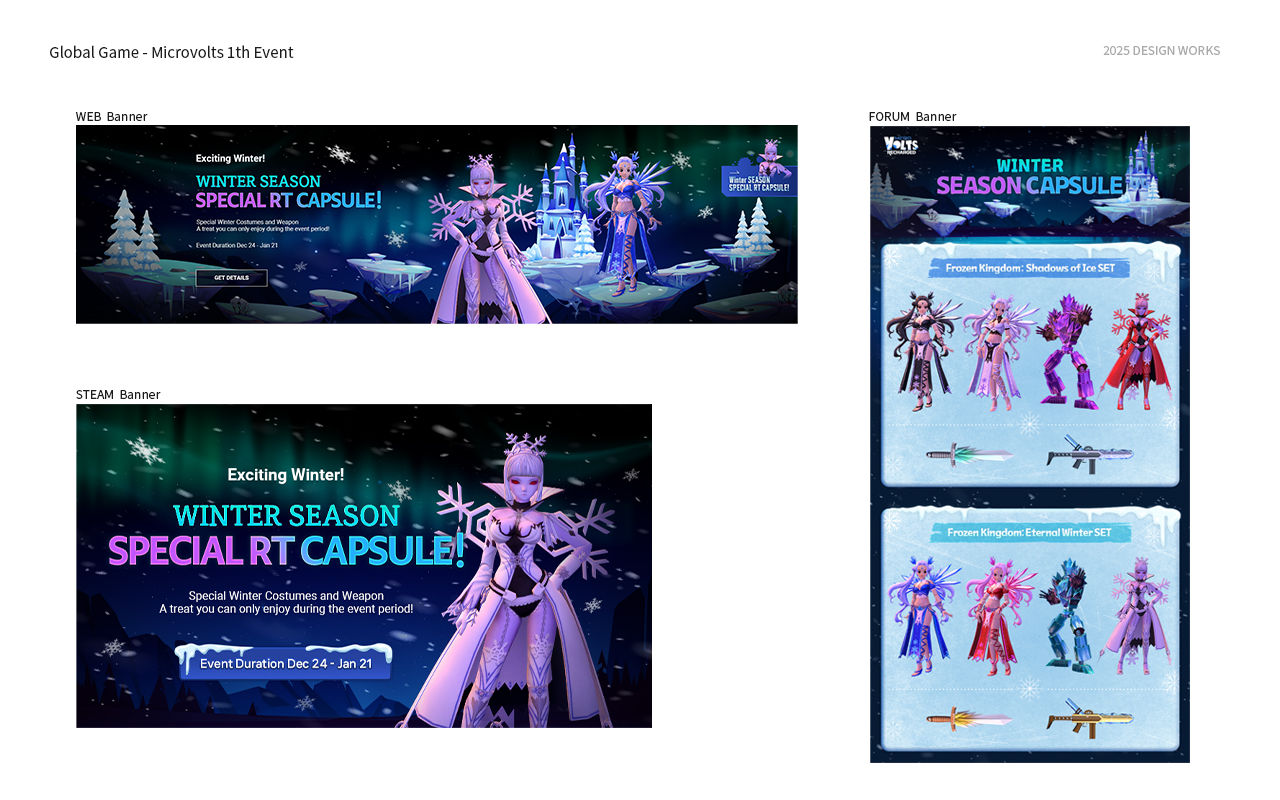 Global Game - Microvolts 1th Event
2025 DESIGN WORKS
WEB Banner
Exciting Winter!
WINTER SEASON
SPECIAL RT CAPSULE!
Special Winter Costumes and Weapon
A treat you can only enjoy during the event period!
Event Duration Dec 24 - Jan 21
GET DETAILS
Winter SEASON
SPECIAL RT CAPSULE!
STEAM Banner
Exciting Winter!
WINTER SEASON
SPECIAL RT CAPSULE!
Special Winter Costumes and Weapon
A treat you can only enjoy during the event period!
Event Duration Dec 24 - Jan 21
FORUM Banner
VOLTS
RECHARGED
WINTER
SEASON CAPSULE
Frozen Kingdom: Shadows of Ice SET
Frozen Kingdom: Eternal Winter SET